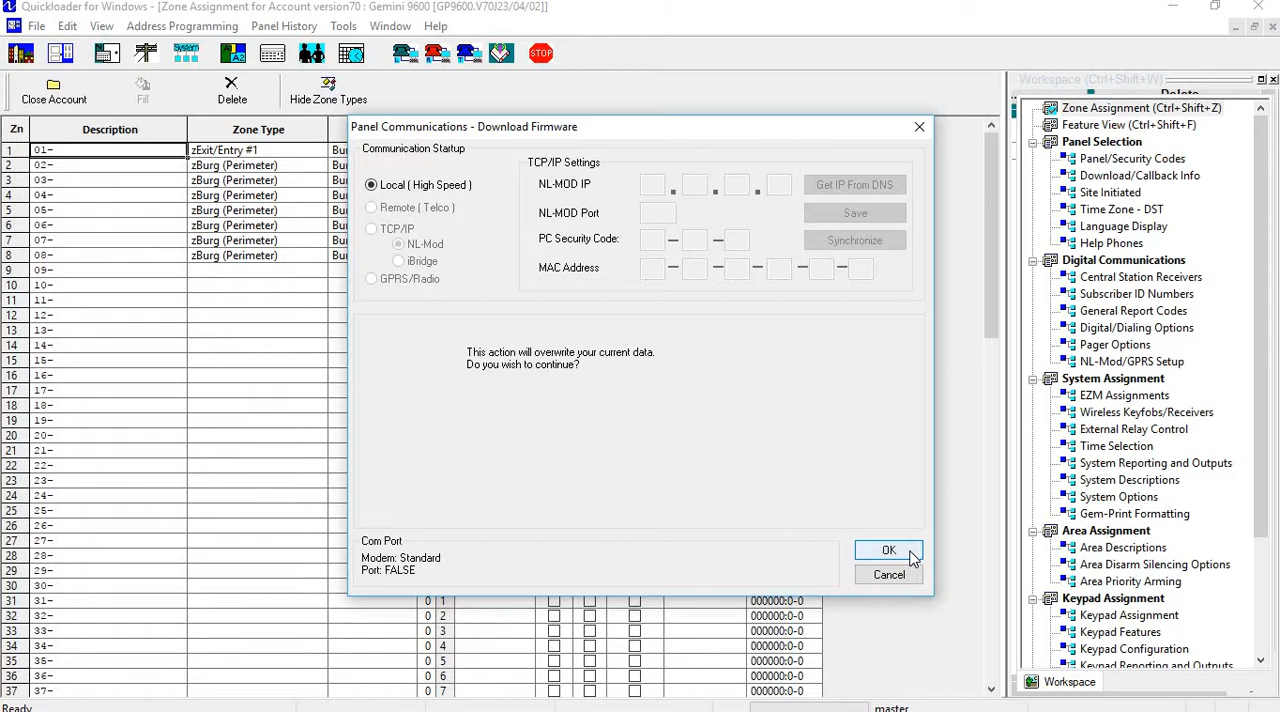 Quickloader for Windows - [Zone Assignment for Account version70 : Gemini 9600 [GP9600.V70J23/04/02]]
File Edit View Address Programming Panel History Tools Window Help
System
STOP
Close Account Fill Delete Hide Zone Types
Workspace (Ctrl+Shift+W)
Zn Description Zone Type
1 01- zExit/Entry #1 Bu
2 02- zBurg (Perimeter) Bu
3 03- zBurg (Perimeter) Bu
4 04- zBurg (Perimeter) Bu
5 05- zBurg (Perimeter) Bu
6 06- zBurg (Perimeter) Bu
7 07- zBurg (Perimeter) Bu
8 08- zBurg (Perimeter) Bu
9 09-
10 10-
11 11-
12 12-
13 13-
14 14-
15 15-
16 16-
17 17-
18 18-
19 19-
20 20-
21 21-
22 22-
23 23-
24 24-
25 25-
26 26-
27 27-
28 28-
29 29-
30 30-
31 31- 0 1 000000:0-0
32 32- 0 2 000000:0-0
33 33- 0 3 000000:0-0
34 34- 0 4 000000:0-0
35 35- 0 5 000000:0-0
36 36- 0 6 000000:0-0
37 37- 0 7 000000:0-0
Panel Communications - Download Firmware
Communication Startup
Local ( High Speed )
Remote ( Telco )
TCP/IP
NL-Mod
iBridge
GPRS/Radio
TCP/IP Settings
NL-MOD IP . . . Get IP From DNS
NL-MOD Port Save
PC Security Code: - - Synchronize
MAC Address - - - - -
This action will overwrite your current data.
Do you wish to continue?
Com Port
Modem: Standard
Port: FALSE
OK
Cancel
Zone Assignment (Ctrl+Shift+Z)
Feature View (Ctrl+Shift+F)
Panel Selection
Panel/Security Codes
Download/Callback Info
Site Initiated
Time Zone - DST
Language Display
Help Phones
Digital Communications
Central Station Receivers
Subscriber ID Numbers
General Report Codes
Digital/Dialing Options
Pager Options
NL-Mod/GPRS Setup
System Assignment
EZM Assignments
Wireless Keyfobs/Receivers
External Relay Control
Time Selection
System Reporting and Outputs
System Descriptions
System Options
Gem-Print Formatting
Area Assignment
Area Descriptions
Area Disarm Silencing Options
Area Priority Arming
Keypad Assignment
Keypad Assignment
Keypad Features
Keypad Configuration
Keypad Reporting and Outputs
Workspace
Ready master